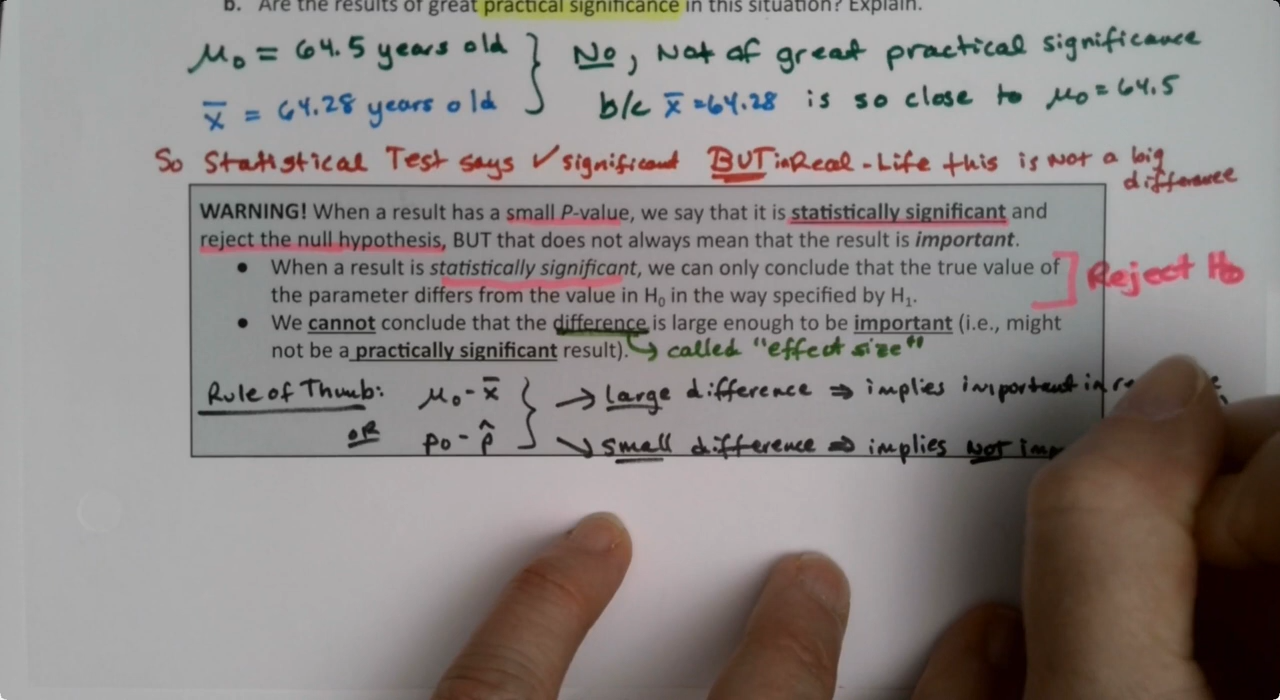 b. Are the results of great practical significance in this situation? Explain.
μ₀ = 64.5 years old } No, Not of great practical significance
x̄ = 64.28 years old b/c x̄ = 64.28 is so close to μ₀ = 64.5
So Statistical Test says ✓ significant BUT in Real-Life this is Not a big difference
WARNING! When a result has a small P-value, we say that it is statistically significant and
reject the null hypothesis, BUT that does not always mean that the result is important.
• When a result is statistically significant, we can only conclude that the true value of
the parameter differs from the value in H₀ in the way specified by H₁.
] Reject H₀
• We cannot conclude that the difference is large enough to be important (i.e., might
not be a practically significant result). ↳ called "effect size"
Rule of Thumb: μ₀ - x̄ } → large difference ⇒ implies important in
OR p₀ - p̂ ↘ small difference ⇒ implies Not